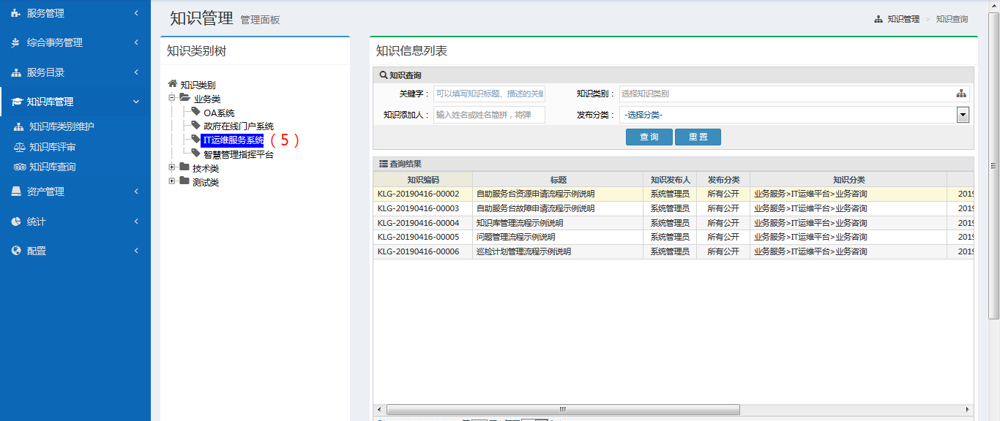 服务管理
综合事务管理
服务目录
知识库管理
知识库类别维护
知识库评审
知识库查询
资产管理
统计
配置
知识管理 管理面板
知识管理 > 知识查询
知识类别树
知识类别
业务类
OA系统
政府在线门户系统
IT运维服务系统 （5）
智慧管理指挥平台
技术类
测试类
知识信息列表
知识查询
关键字： 可以填写知识标题、描述的关键
知识类别： 选择知识类别
知识添加人： 输入姓名或姓名简拼，将弹
发布分类： -选择分类-
查 询 重 置
查询结果
知识编码 标题 知识发布人 发布分类 知识分类
KLG-20190416-00002 自助服务台资源申请流程示例说明 系统管理员 所有公开 业务服务>IT运维平台>业务咨询 2019
KLG-20190416-00003 自助服务台故障申请流程示例说明 系统管理员 所有公开 业务服务>IT运维平台>业务咨询 2019
KLG-20190416-00004 知识库管理流程示例说明 系统管理员 所有公开 业务服务>IT运维平台>业务咨询 2019
KLG-20190416-00005 问题管理流程示例说明 系统管理员 所有公开 业务服务>IT运维平台>业务咨询 2019
KLG-20190416-00006 巡检计划管理流程示例说明 系统管理员 所有公开 业务服务>IT运维平台>业务咨询 2019